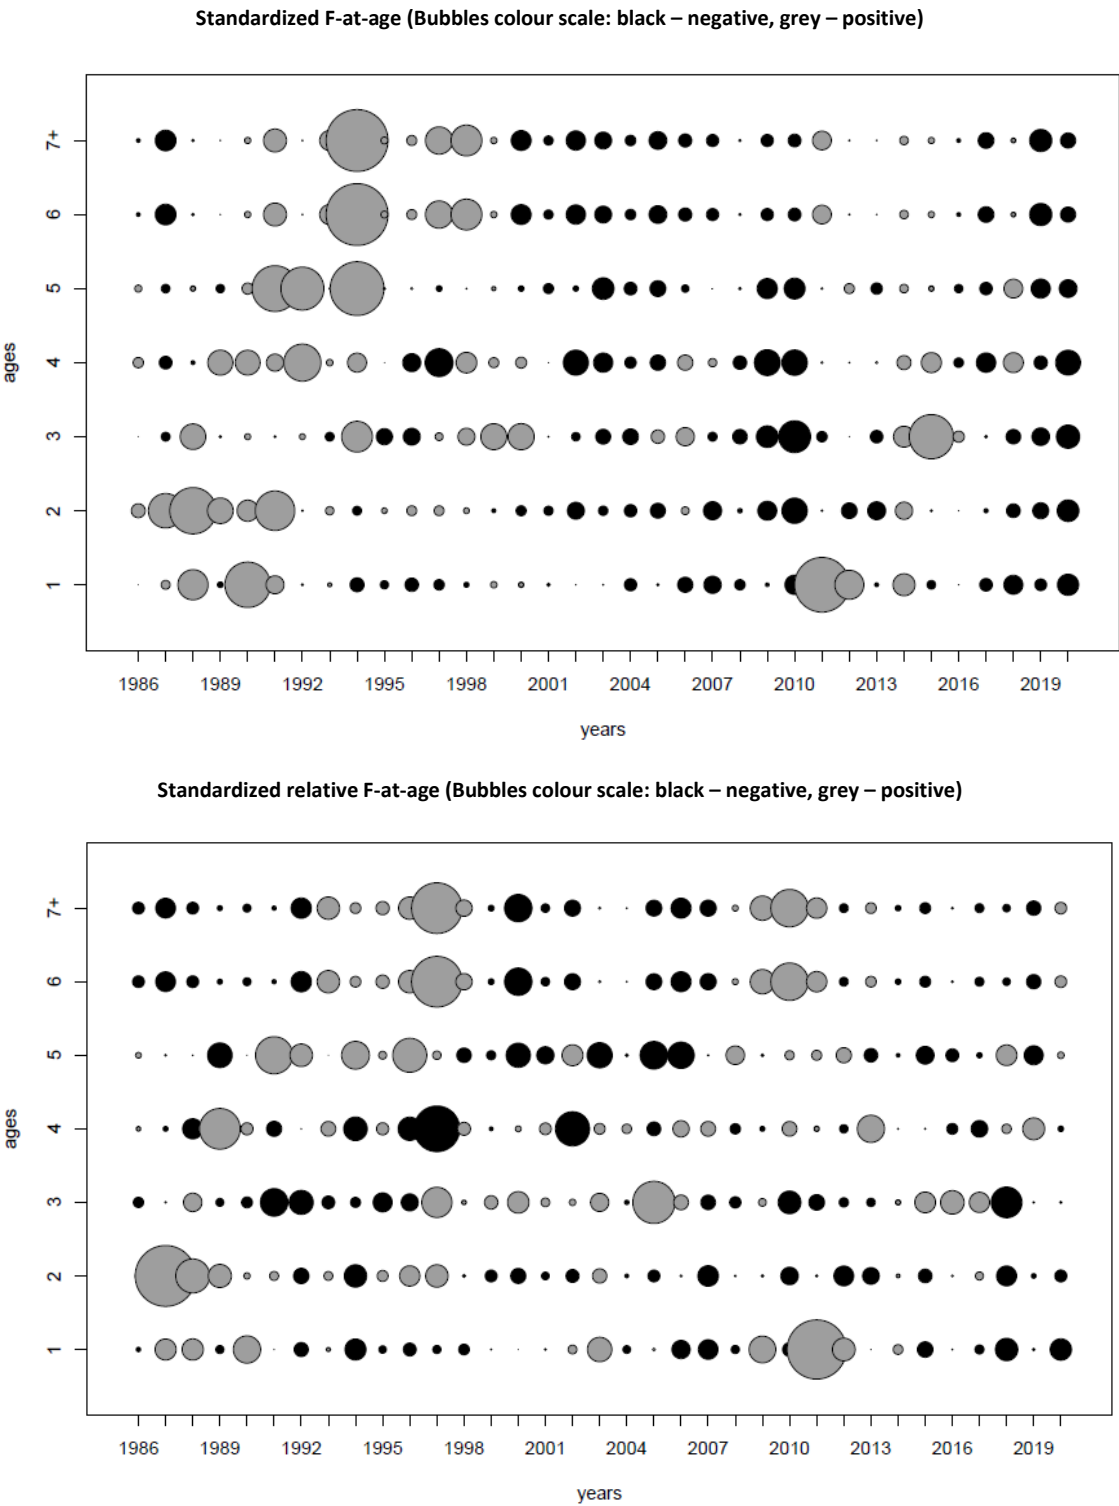 Standardized F-at-age (Bubbles colour scale: black – negative, grey – positive)
7+
6
5
4
3
2
1
ages
1986 1989 1992 1995 1998 2001 2004 2007 2010 2013 2016 2019
years
Standardized relative F-at-age (Bubbles colour scale: black – negative, grey – positive)
7+
6
5
4
3
2
1
ages
1986 1989 1992 1995 1998 2001 2004 2007 2010 2013 2016 2019
years